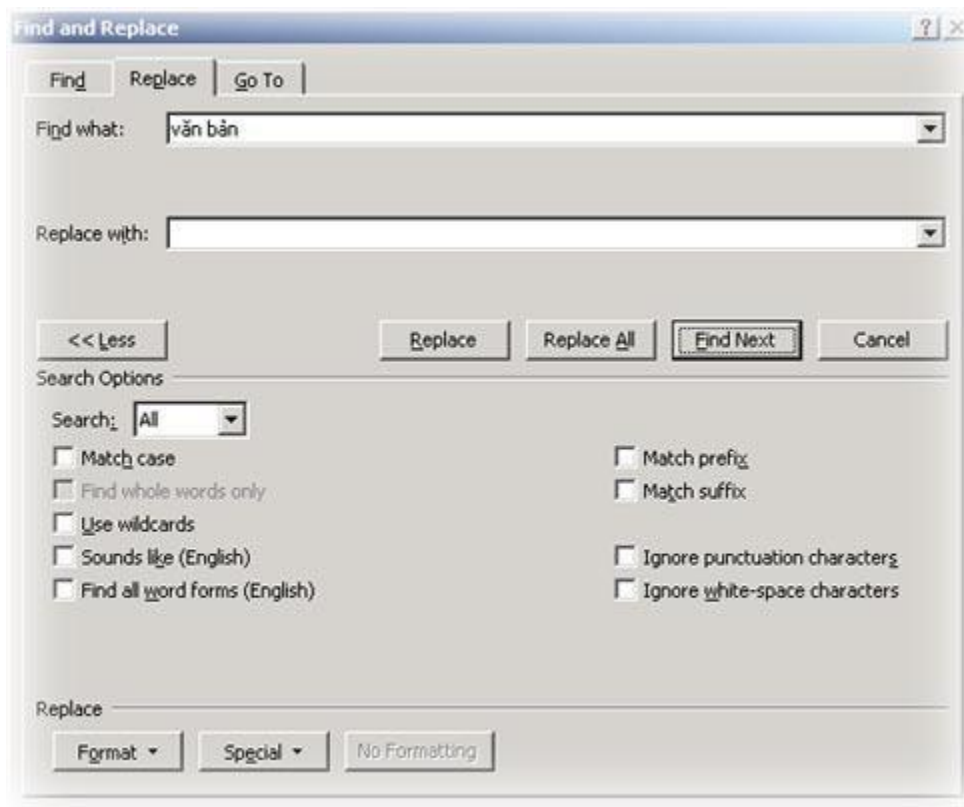 Find and Replace
Find Replace Go To
Find what: văn bản
Replace with:
<< Less Replace Replace All Find Next Cancel
Search Options
Search: All
Match case Match prefix
Find whole words only Match suffix
Use wildcards
Sounds like (English) Ignore punctuation characters
Find all word forms (English) Ignore white-space characters
Replace
Format Special No Formatting